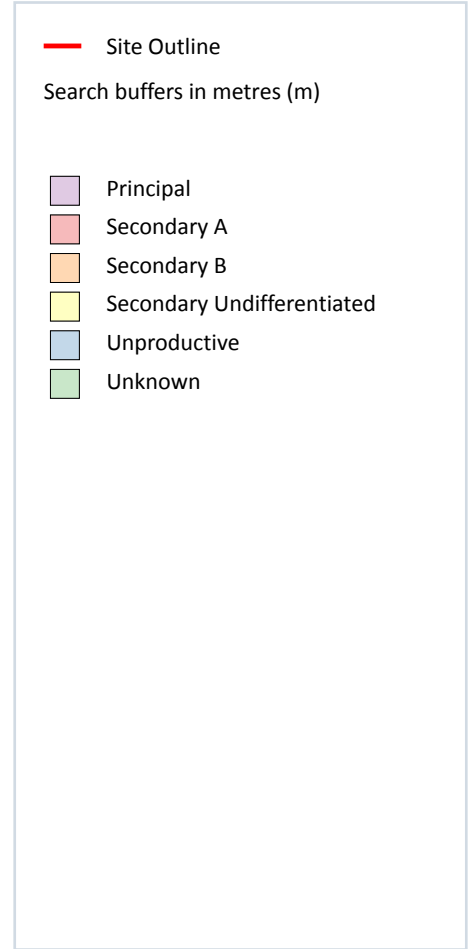 Site Outline
Search buffers in metres (m)
Principal
Secondary A
Secondary B
Secondary Undifferentiated
Unproductive
Unknown